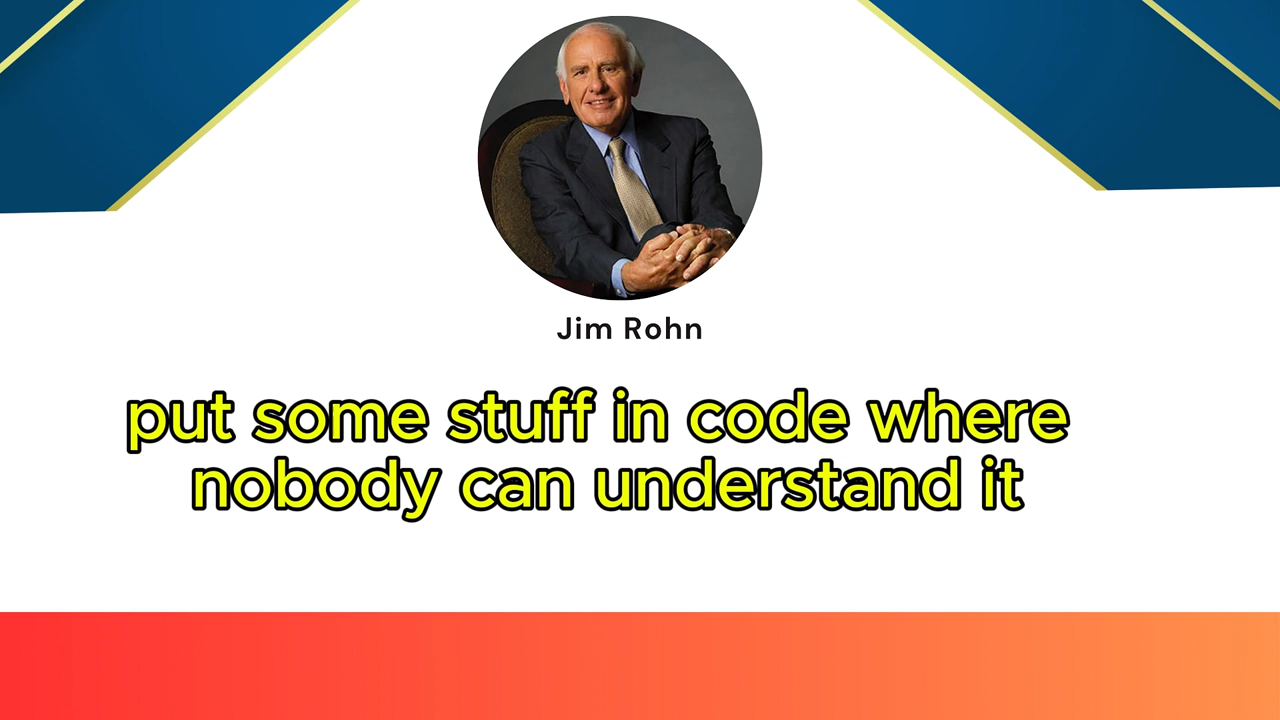 Jim Rohn
put some stuff in code where
nobody can understand it